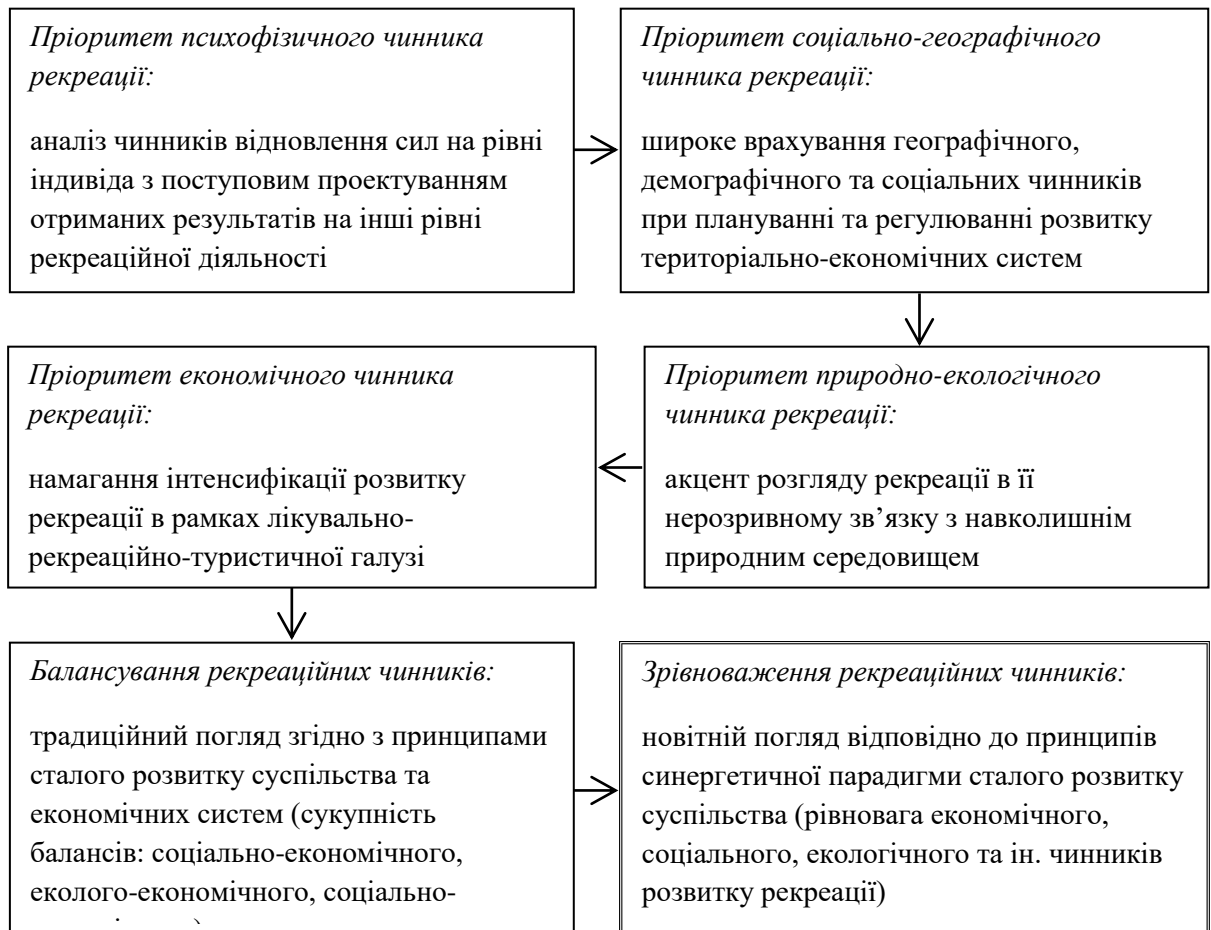 Пріоритет психофізичного чинника
рекреації:
аналіз чинників відновлення сил на рівні
індивіда з поступовим проектуванням
отриманих результатів на інші рівні
рекреаційної діяльності
Пріоритет соціально-географічного
чинника рекреації:
широке врахування географічного,
демографічного та соціальних чинників
при плануванні та регулюванні розвитку
територіально-економічних систем
Пріоритет природно-екологічного
чинника рекреації:
акцент розгляду рекреації в її
нерозривному зв’язку з навколишнім
природним середовищем
Пріоритет економічного чинника
рекреації:
намагання інтенсифікації розвитку
рекреації в рамках лікувально-
рекреаційно-туристичної галузі
Балансування рекреаційних чинників:
традиційний погляд згідно з принципами
сталого розвитку суспільства та
економічних систем (сукупність
балансів: соціально-економічного,
еколого-економічного, соціально-
Зрівноваження рекреаційних чинників:
новітній погляд відповідно до принципів
синергетичної парадигми сталого розвитку
суспільства (рівновага економічного,
соціального, екологічного та ін. чинників
розвитку рекреації)